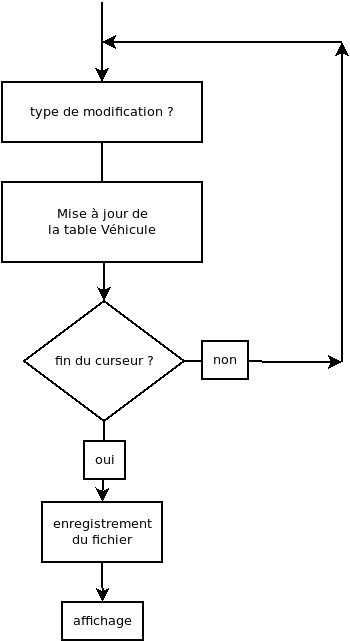 type de modification ?
Mise à jour de
la table Véhicule
fin du curseur ?
non
oui
enregistrement
du fichier
affichage